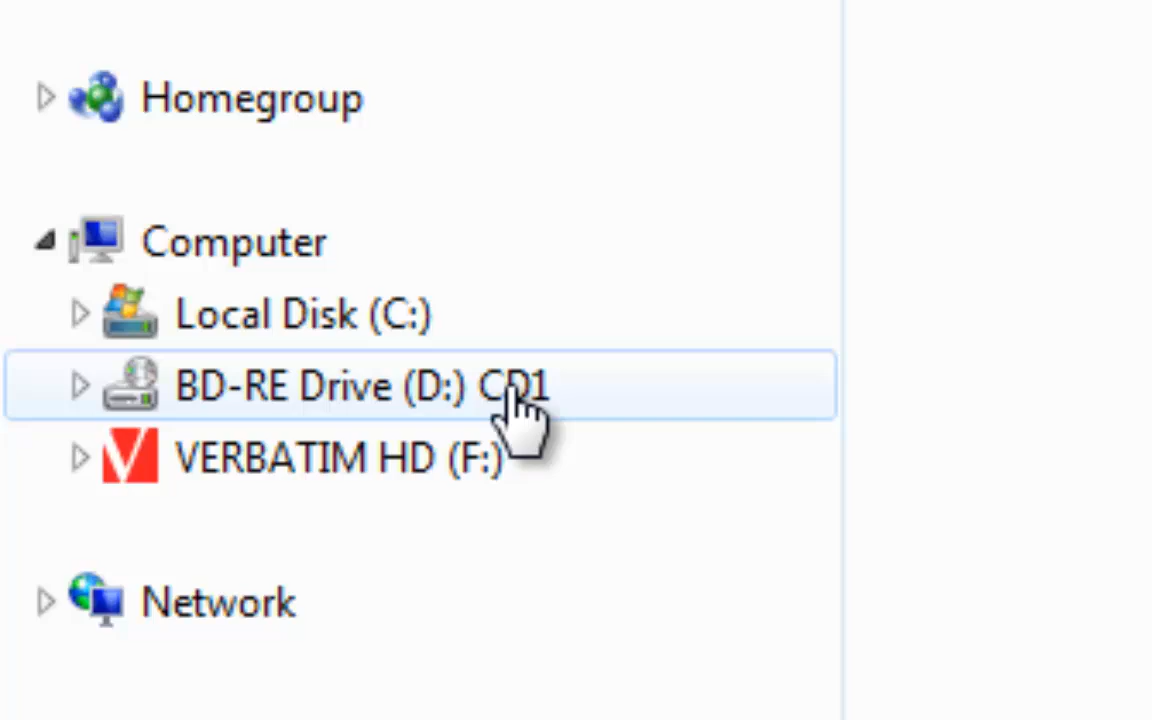 Homegroup
Computer
Local Disk (C:)
BD-RE Drive (D:) CD1
VERBATIM HD (F:)
Network